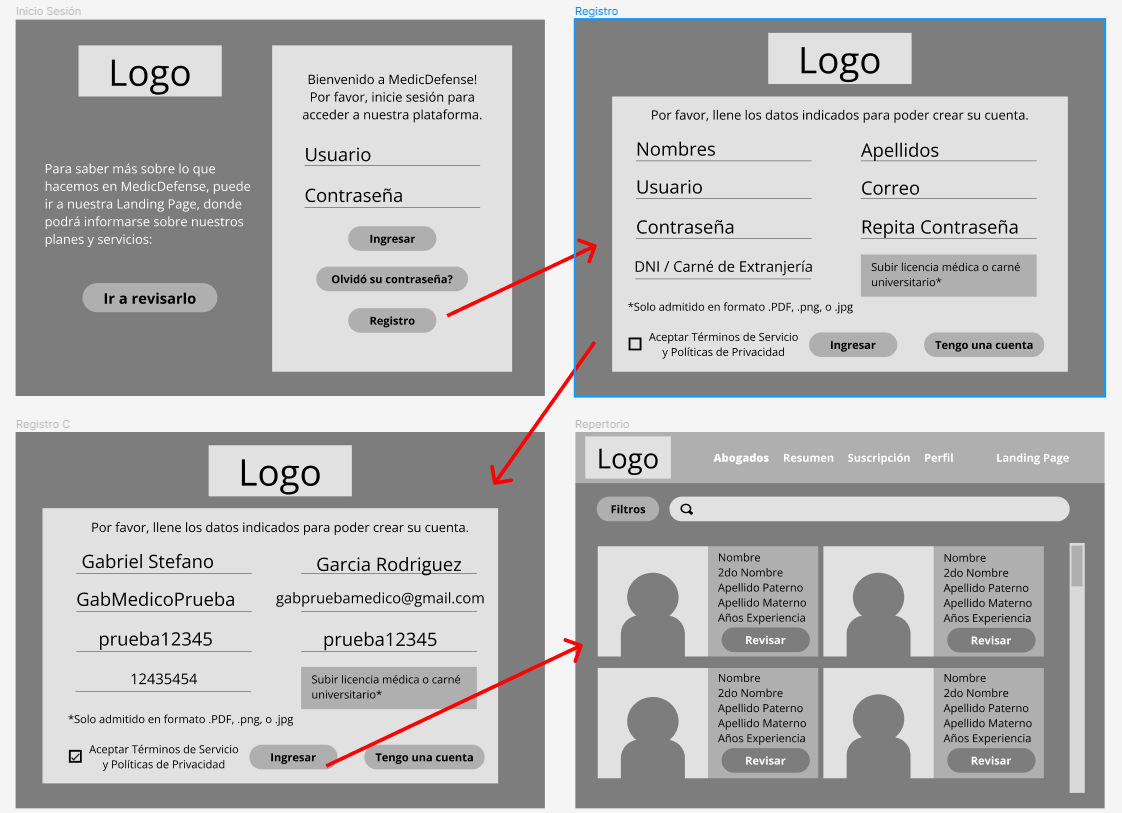 Inicio Sesión
Logo
Para saber más sobre lo que
hacemos en MedicDefense, puede
ir a nuestra Landing Page, donde
podrá informarse sobre nuestros
planes y servicios:
Ir a revisarlo
Bienvenido a MedicDefense!
Por favor, inicie sesión para
acceder a nuestra plataforma.
Usuario
Contraseña
Ingresar
Olvidó su contraseña?
Registro
Registro
Logo
Por favor, llene los datos indicados para poder crear su cuenta.
Nombres
Apellidos
Usuario
Correo
Contraseña
Repita Contraseña
DNI / Carné de Extranjería
Subir licencia médica o carné
universitario*
*Solo admitido en formato .PDF, .png, o .jpg
Aceptar Términos de Servicio
y Políticas de Privacidad
Ingresar
Tengo una cuenta
Registro C
Logo
Por favor, llene los datos indicados para poder crear su cuenta.
Gabriel Stefano
Garcia Rodriguez
GabMedicoPrueba
gabpruebamedico@gmail.com
prueba12345
prueba12345
12435454
Subir licencia médica o carné
universitario*
*Solo admitido en formato .PDF, .png, o .jpg
Aceptar Términos de Servicio
y Políticas de Privacidad
Ingresar
Tengo una cuenta
Repertorio
Logo
Abogados
Resumen
Suscripción
Perfil
Landing Page
Filtros
Nombre
2do Nombre
Apellido Paterno
Apellido Materno
Años Experiencia
Revisar
Nombre
2do Nombre
Apellido Paterno
Apellido Materno
Años Experiencia
Revisar
Nombre
2do Nombre
Apellido Paterno
Apellido Materno
Años Experiencia
Revisar
Nombre
2do Nombre
Apellido Paterno
Apellido Materno
Años Experiencia
Revisar